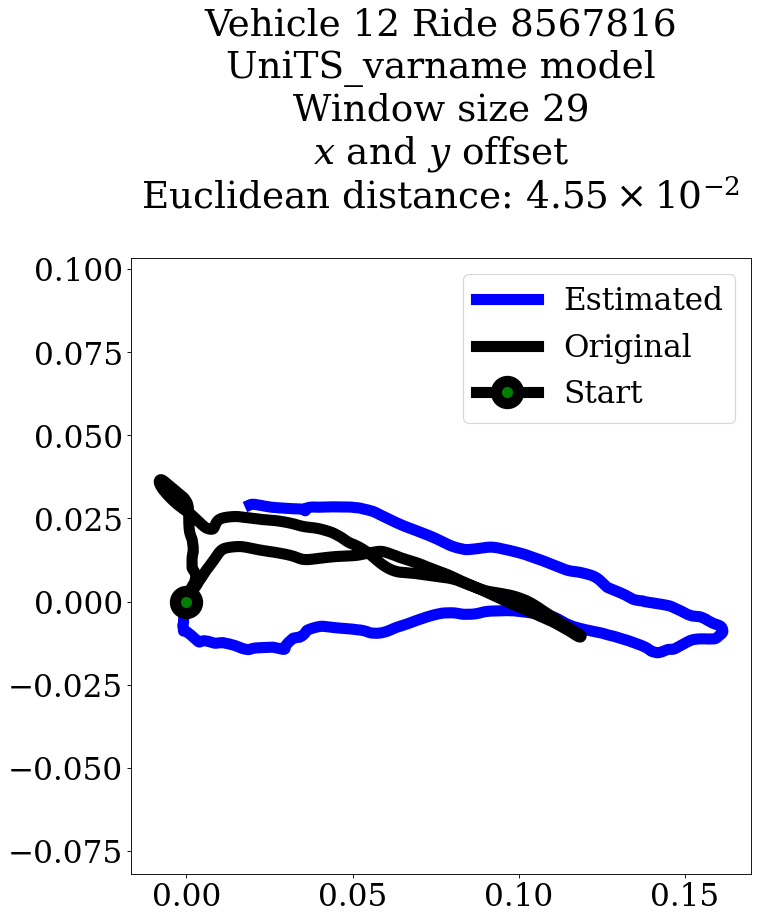 Vehicle 12 Ride 8567816
UniTS_varname model
Window size 29
x and y offset
Euclidean distance: 4.55 × 10⁻²
Estimated
Original
Start
0.100
0.075
0.050
0.025
0.000
−0.025
−0.050
−0.075
0.00 0.05 0.10 0.15